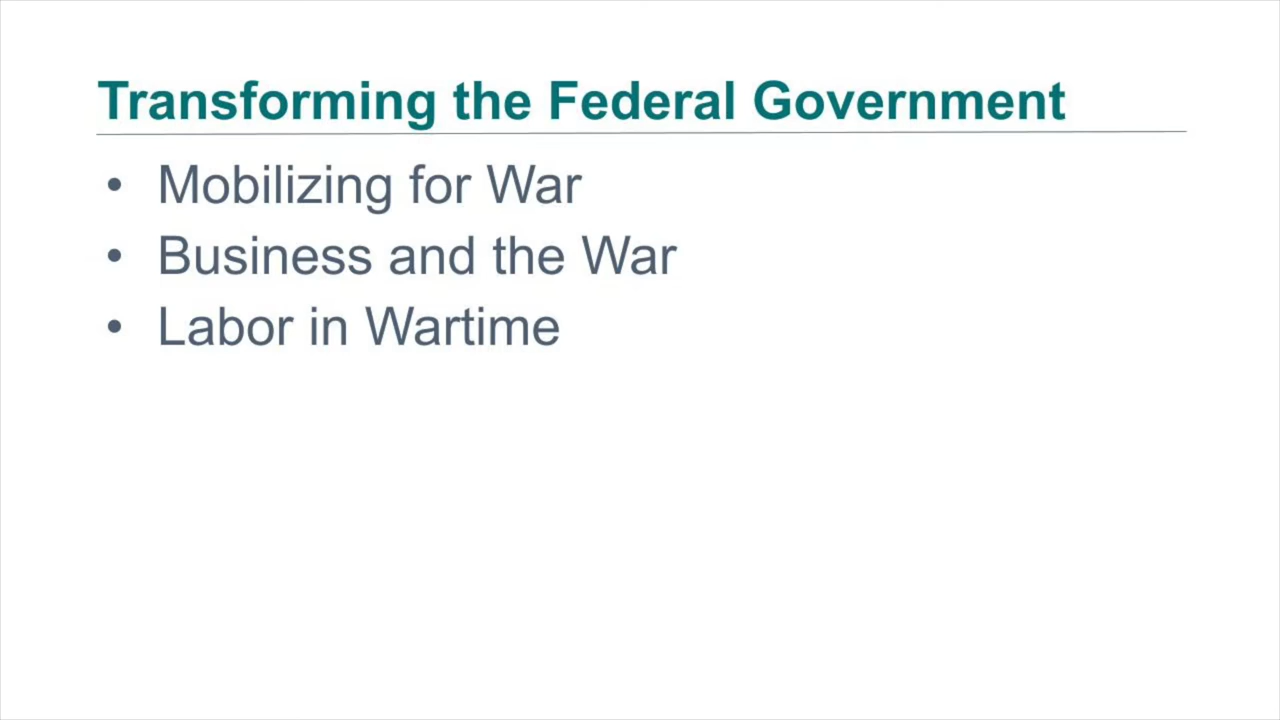 Transforming the Federal Government
• Mobilizing for War
• Business and the War
• Labor in Wartime